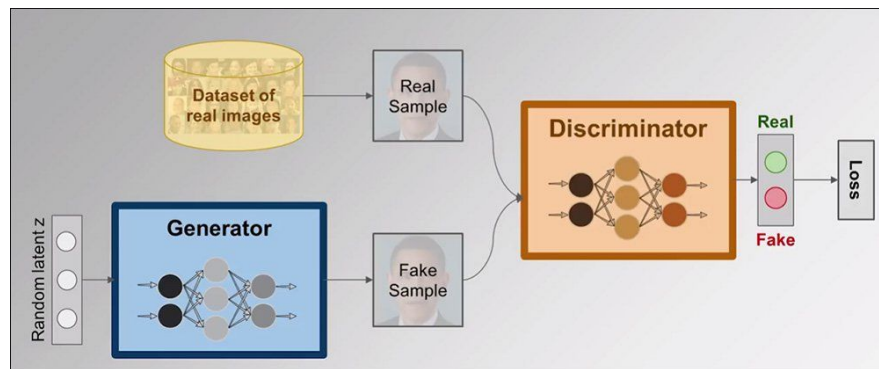 Dataset of
real images
Real
Sample
Discriminator
Real
Fake
Loss
Random latent z
Generator
Fake
Sample